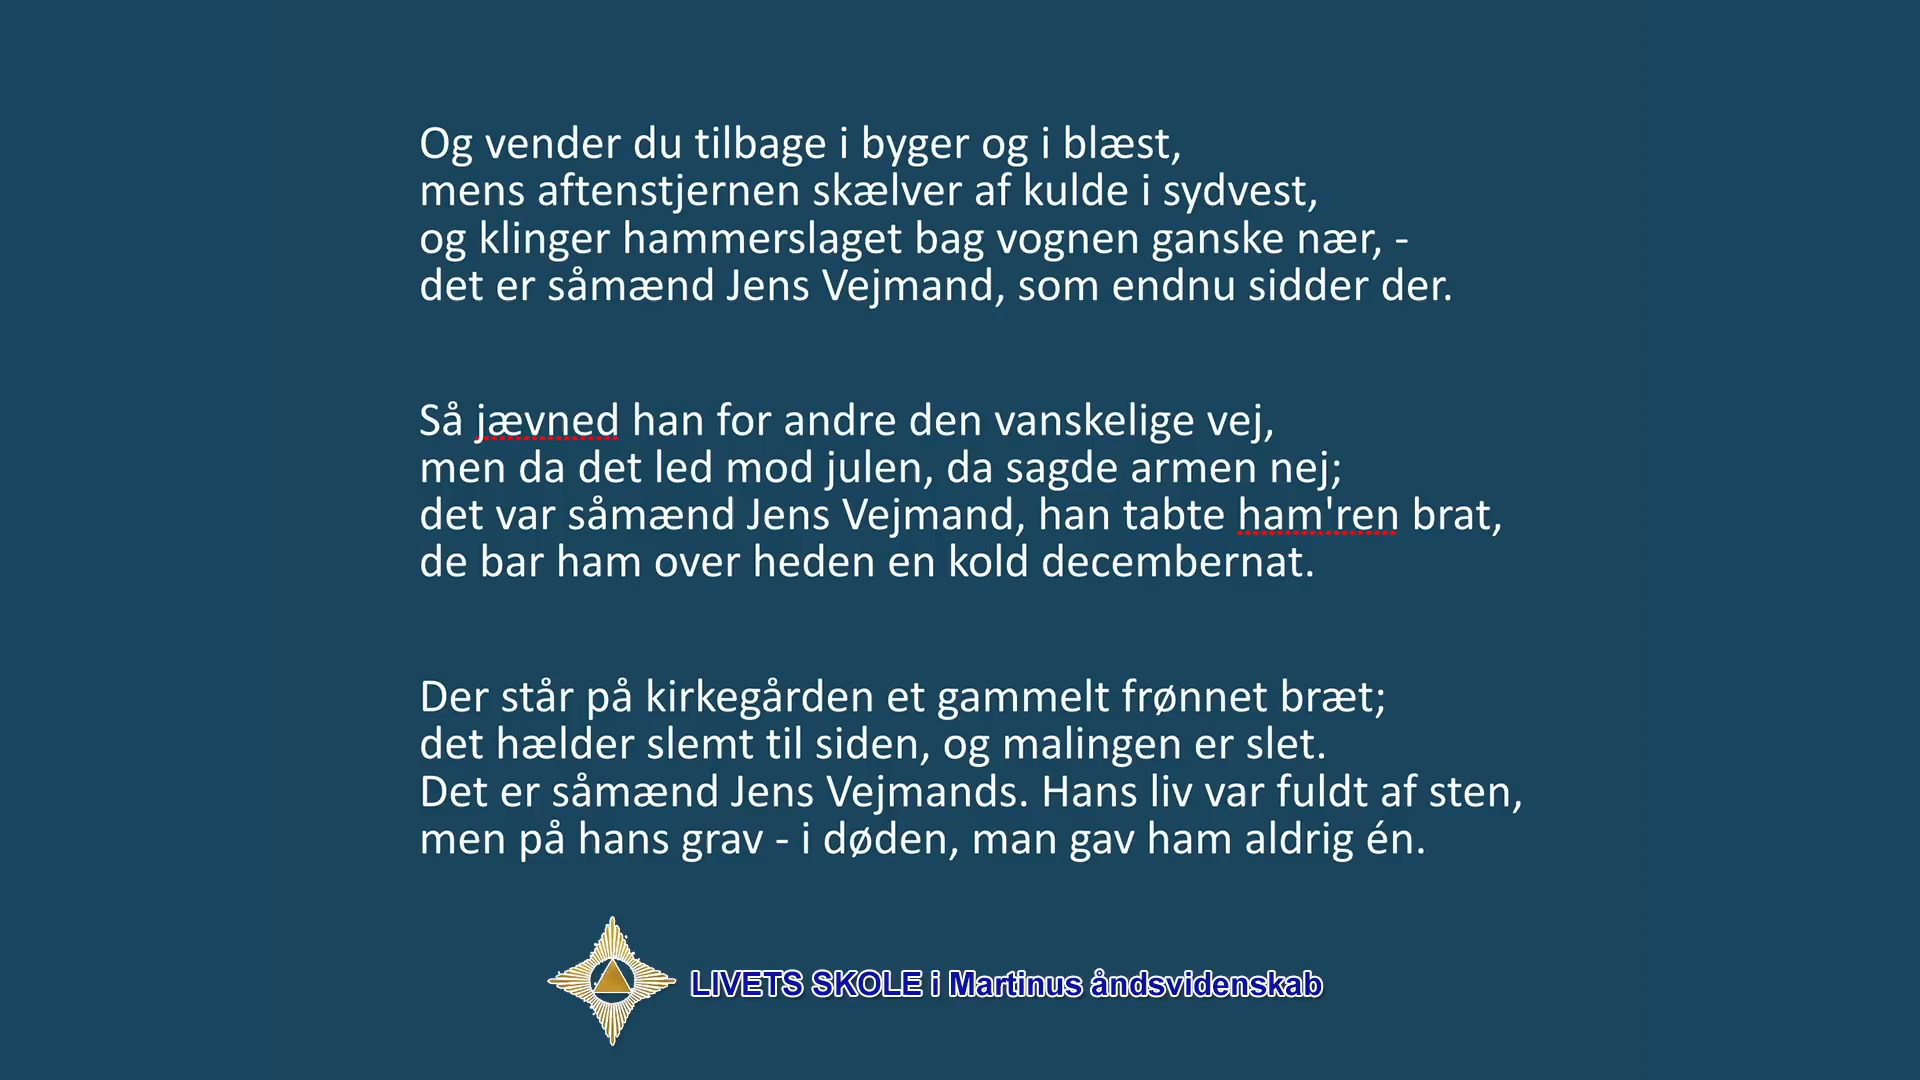 Og vender du tilbage i byger og i blæst,
mens aftenstjernen skælver af kulde i sydvest,
og klinger hammerslaget bag vognen ganske nær, -
det er såmænd Jens Vejmand, som endnu sidder der.
Så jævned han for andre den vanskelige vej,
men da det led mod julen, da sagde armen nej;
det var såmænd Jens Vejmand, han tabte ham'ren brat,
de bar ham over heden en kold decembernat.
Der står på kirkegården et gammelt frønnet bræt;
det hælder slemt til siden, og malingen er slet.
Det er såmænd Jens Vejmands. Hans liv var fuldt af sten,
men på hans grav - i døden, man gav ham aldrig én.
LIVETS SKOLE i Martinus åndsvidenskab